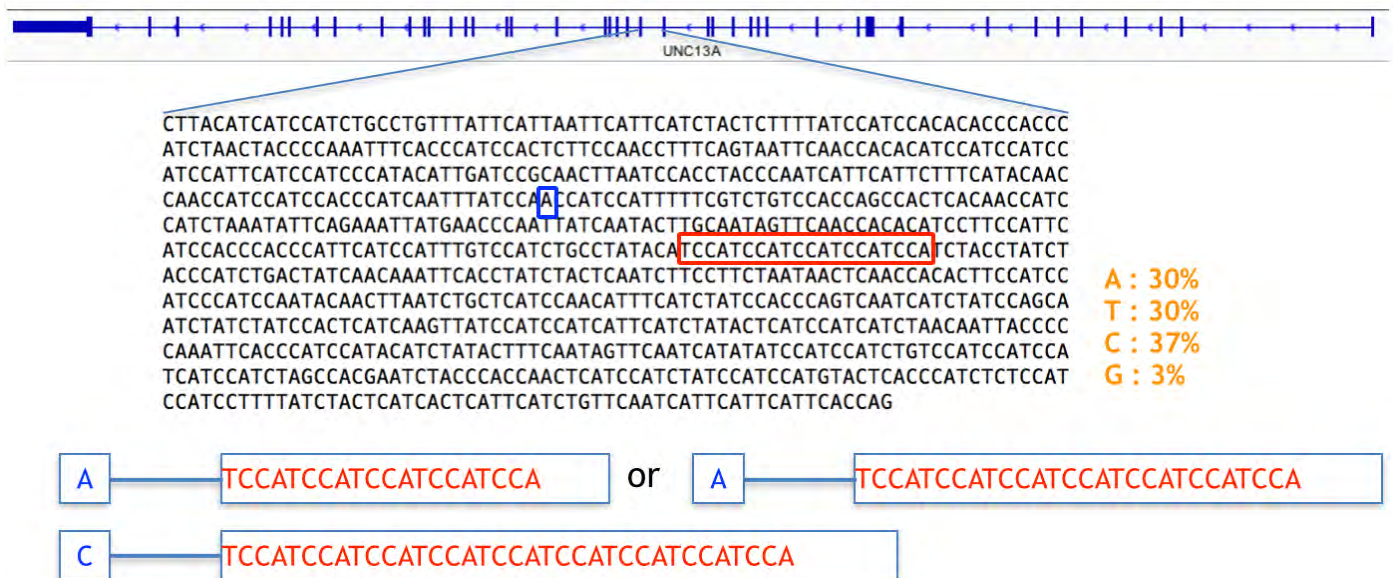 UNC13A
CTTACATCATCCATCTGCCTGTTTATTCATTAATTCATTCATCTACTCTTTTATCCATCCACACACCCACCC
ATCTAACTACCCCAAATTTCACCCATCCACTCTTCCAACCTTTCAGTAATTCAACCACACATCCATCCATCC
ATCCATTCATCCATCCCATACATTGATCCGCAACTTAATCCACCTACCCAATCATTCATTCTTTCATACAAC
CAACCATCCATCCACCCATCAATTTATCCAACCATCCATTTTTCGTCTGTCCACCAGCCACTCACAACCATC
CATCTAAATATTCAGAAATTATGAACCCAATTATCAATACTTGCAATAGTTCAACCACACATCCTTCCATTC
ATCCACCCACCCATTCATCCATTTGTCCATCTGCCTATACATCCATCCATCCATCCATCCATCTACCTATCT
ACCCATCTGACTATCAACAAATTCACCTATCTACTCAATCTTCCTTCTAATAACTCAACCACACTTCCATCC
ATCCCATCCAATACAACTTAATCTGCTCATCCAACATTTCATCTATCCACCCAGTCAATCATCTATCCAGCA
ATCTATCTATCCACTCATCAAGTTATCCATCCATCATTCATCTATACTCATCCATCATCTAACAATTACCCC
CAAATTCACCCATCCATACATCTATACTTTCAATAGTTCAATCATATATCCATCCATCTGTCCATCCATCCA
TCATCCATCTAGCCACGAATCTACCCACCAACTCATCCATCTATCCATCCATGTACTCACCCATCTCTCCAT
CCATCCTTTTATCTACTCATCACTCATTCATCTGTTCAATCATTCATTCATTCACCAG
A : 30%
T : 30%
C : 37%
G : 3%
A TCCATCCATCCATCCATCCA or A TCCATCCATCCATCCATCCATCCATCCA
C TCCATCCATCCATCCATCCATCCATCCATCCATCCA